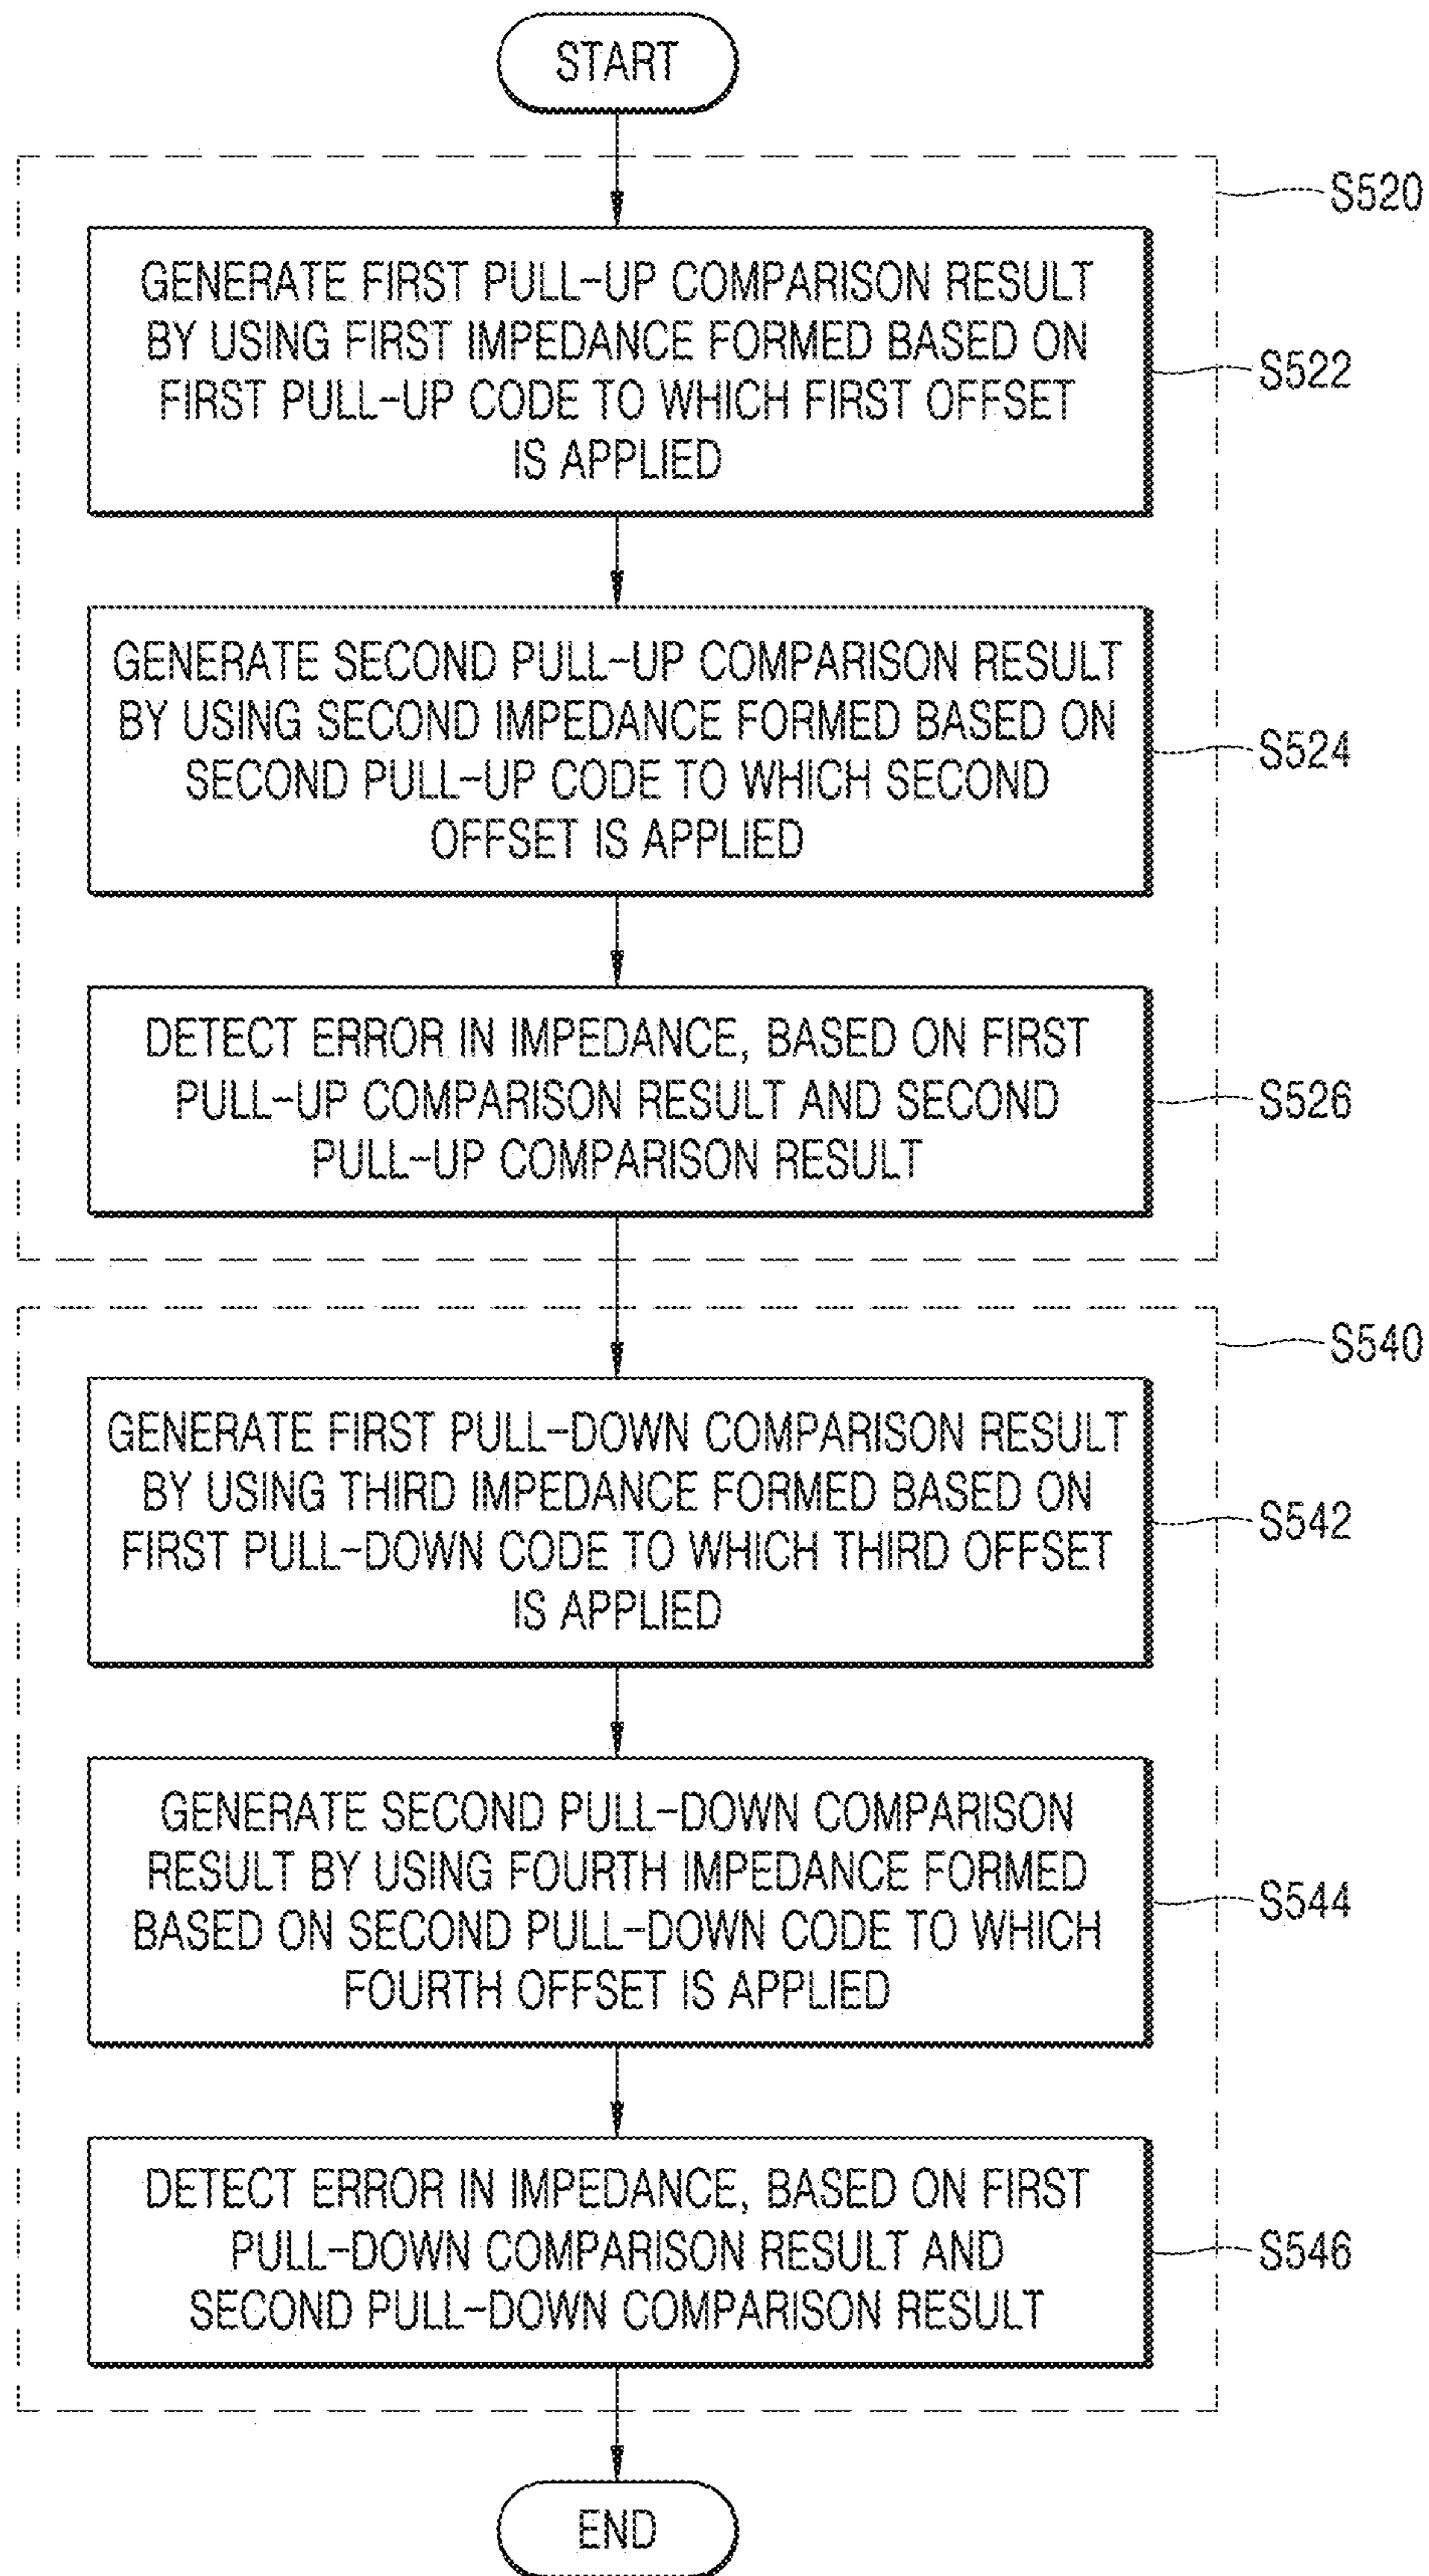 START
S520
GENERATE FIRST PULL-UP COMPARISON RESULT
BY USING FIRST IMPEDANCE FORMED BASED ON
FIRST PULL-UP CODE TO WHICH FIRST OFFSET
IS APPLIED
S522
GENERATE SECOND PULL-UP COMPARISON RESULT
BY USING SECOND IMPEDANCE FORMED BASED ON
SECOND PULL-UP CODE TO WHICH SECOND
OFFSET IS APPLIED
S524
DETECT ERROR IN IMPEDANCE, BASED ON FIRST
PULL-UP COMPARISON RESULT AND SECOND
PULL-UP COMPARISON RESULT
S526
S540
GENERATE FIRST PULL-DOWN COMPARISON RESULT
BY USING THIRD IMPEDANCE FORMED BASED ON
FIRST PULL-DOWN CODE TO WHICH THIRD OFFSET
IS APPLIED
S542
GENERATE SECOND PULL-DOWN COMPARISON
RESULT BY USING FOURTH IMPEDANCE FORMED
BASED ON SECOND PULL-DOWN CODE TO WHICH
FOURTH OFFSET IS APPLIED
S544
DETECT ERROR IN IMPEDANCE, BASED ON FIRST
PULL-DOWN COMPARISON RESULT AND
SECOND PULL-DOWN COMPARISON RESULT
S546
END